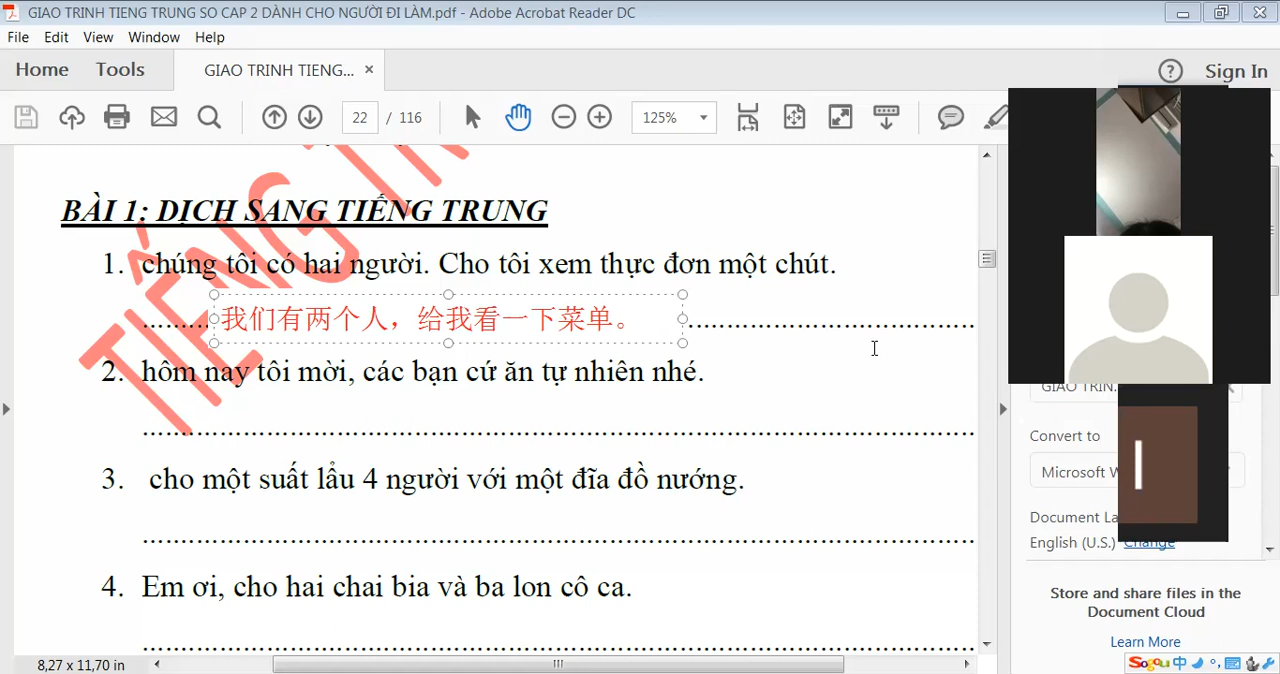 GIAO TRINH TIENG TRUNG SO CAP 2 DÀNH CHO NGƯỜI ĐI LÀM.pdf - Adobe Acrobat Reader DC
File Edit View Window Help
Home Tools GIAO TRINH TIENG... × ? Sign In
22 / 116 125%
BÀI 1: DỊCH SANG TIẾNG TRUNG
1. chúng tôi có hai người. Cho tôi xem thực đơn một chút.
我们有两个人，给我看一下菜单。
2. hôm nay tôi mời, các bạn cứ ăn tự nhiên nhé.
3. cho một suất lẩu 4 người với một đĩa đồ nướng.
4. Em ơi, cho hai chai bia và ba lon cô ca.
TIẾNG
GIAO TRIN...
Convert to
Microsoft W
Document La
English (U.S.) Change
Store and share files in the
Document Cloud
Learn More
8,27 x 11,70 in
Sogou 中